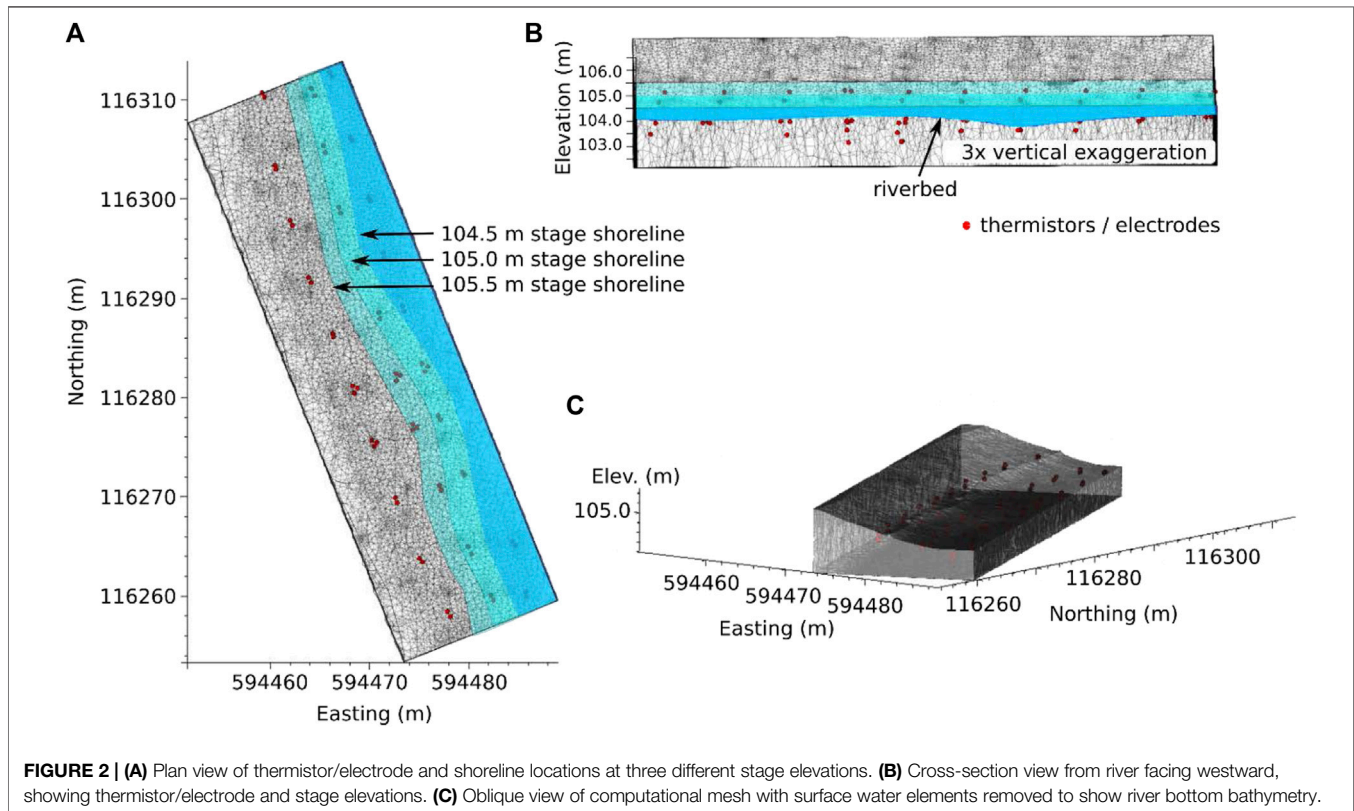 A
116310
116300
116290
116280
116270
116260
Northing (m)
594460 594470 594480
Easting (m)
104.5 m stage shoreline
105.0 m stage shoreline
105.5 m stage shoreline
B
Elevation (m)
106.0
105.0
104.0
103.0
3x vertical exaggeration
riverbed
thermistors / electrodes
C
Elev. (m)
105.0
594460
594470
594480
Easting (m)
116260
116280
116300
Northing (m)
FIGURE 2 | (A) Plan view of thermistor/electrode and shoreline locations at three different stage elevations. (B) Cross-section view from river facing westward,
showing thermistor/electrode and stage elevations. (C) Oblique view of computational mesh with surface water elements removed to show river bottom bathymetry.